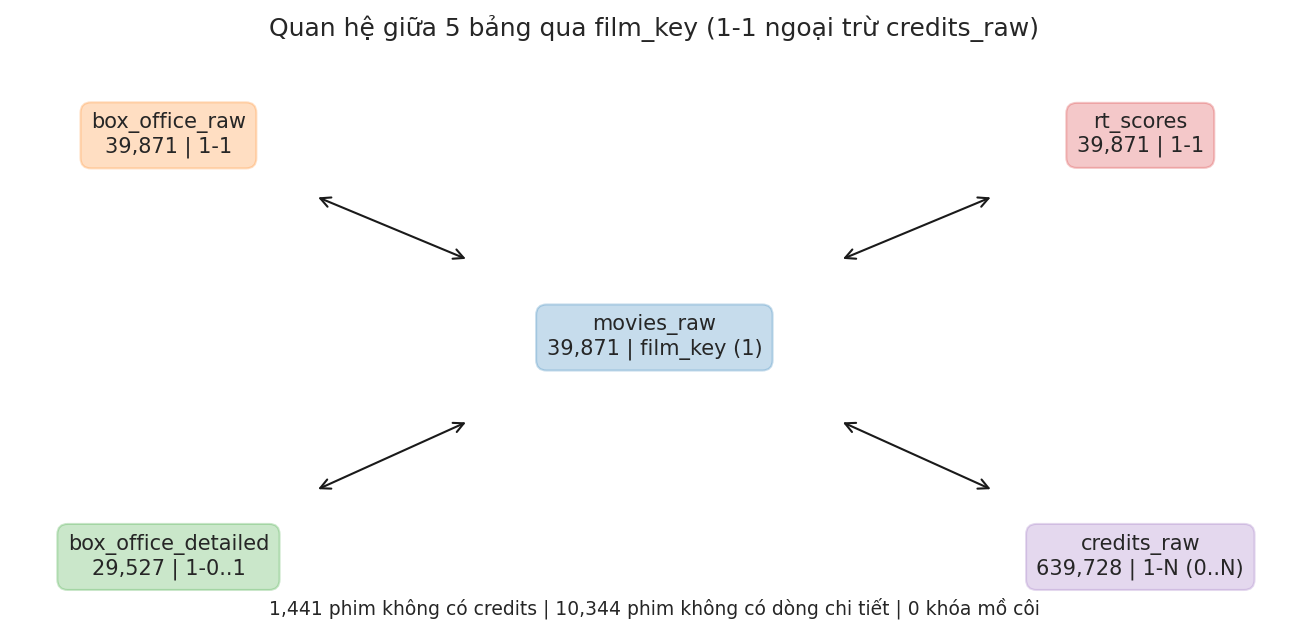 Quan hệ giữa 5 bảng qua film_key (1-1 ngoại trừ credits_raw)
box_office_raw
39,871 | 1-1
rt_scores
39,871 | 1-1
movies_raw
39,871 | film_key (1)
box_office_detailed
29,527 | 1-0..1
credits_raw
639,728 | 1-N (0..N)
1,441 phim không có credits | 10,344 phim không có dòng chi tiết | 0 khóa mồ côi